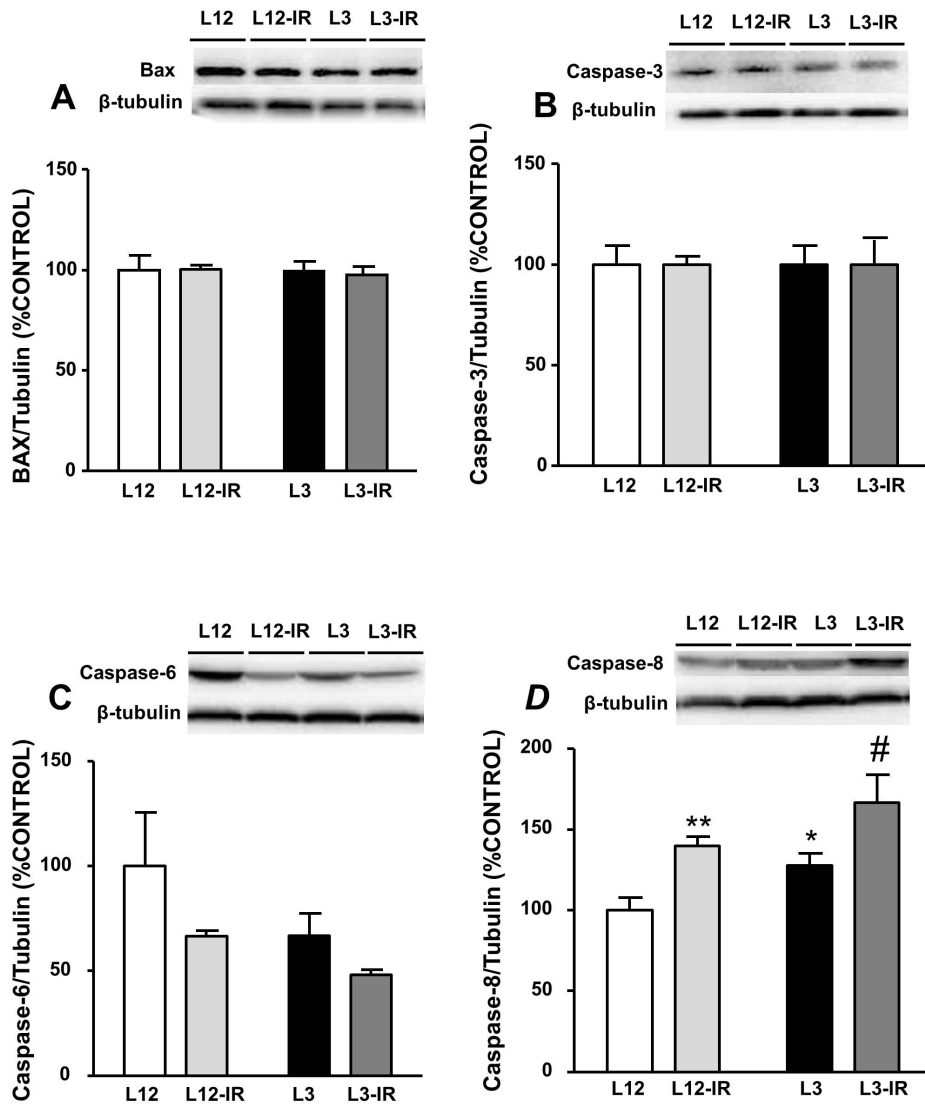 L12 L12-IR L3 L3-IR
Bax
A
β-tubulin
BAX/Tubulin (%CONTROL)
150
100
50
0
L12 L12-IR L3 L3-IR
L12 L12-IR L3 L3-IR
Caspase-3
B
β-tubulin
Caspase-3/Tubulin (%CONTROL)
150
100
50
0
L12 L12-IR L3 L3-IR
L12 L12-IR L3 L3-IR
Caspase-6
C
β-tubulin
Caspase-6/Tubulin (%CONTROL)
150
100
50
0
L12 L12-IR L3 L3-IR
L12 L12-IR L3 L3-IR
Caspase-8
D
β-tubulin
Caspase-8/Tubulin (%CONTROL)
200
150
100
50
0
** * #
L12 L12-IR L3 L3-IR